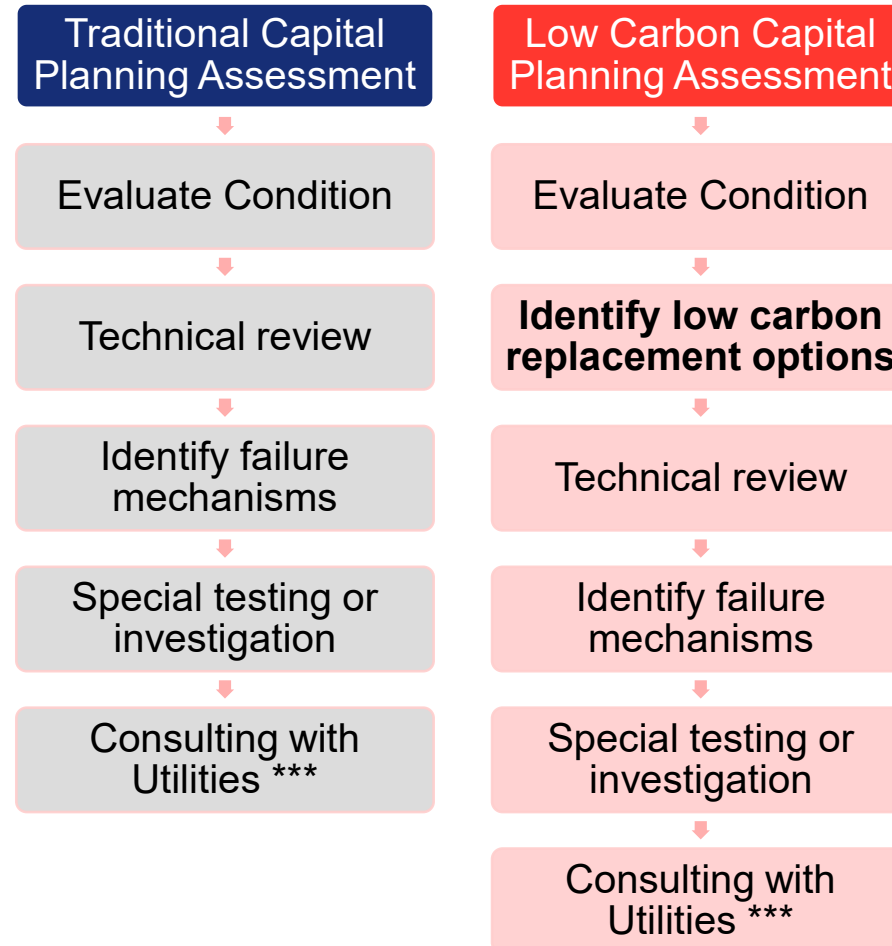 Traditional Capital
Planning Assessment
Evaluate Condition
Technical review
Identify failure
mechanisms
Special testing or
investigation
Consulting with
Utilities ***
Low Carbon Capital
Planning Assessment
Evaluate Condition
Identify low carbon
replacement options
Technical review
Identify failure
mechanisms
Special testing or
investigation
Consulting with
Utilities ***